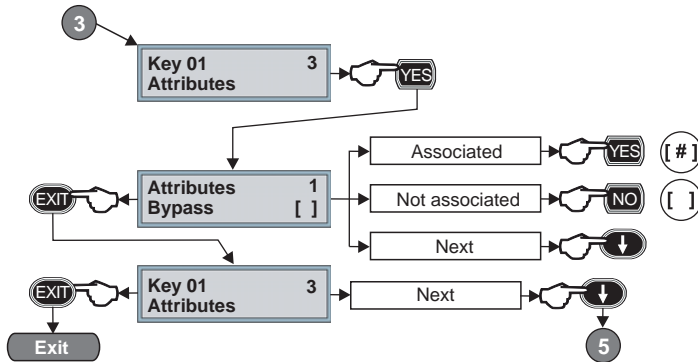 3
Key 01 3
Attributes
YES
Associated
YES
[ # ]
EXIT
Attributes 1
Bypass [ ]
Not associated
NO
[ ]
Next
EXIT
Key 01 3
Attributes
Next
Exit
5